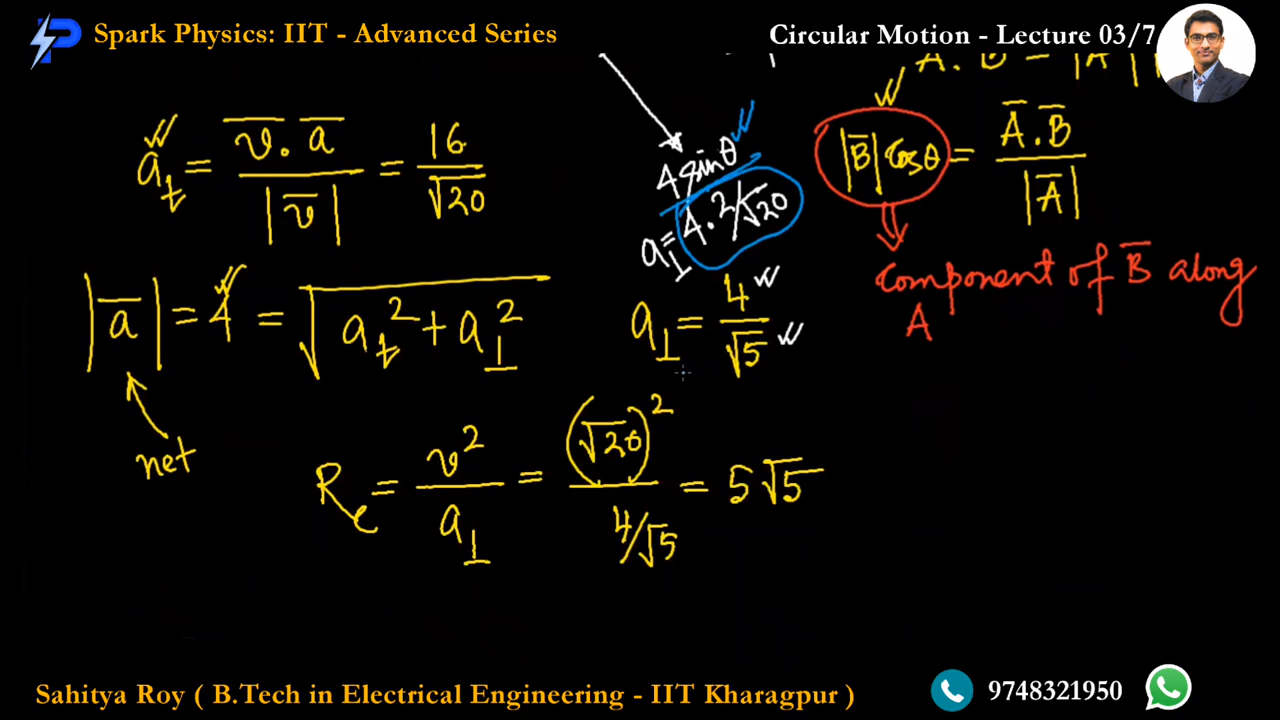 Spark Physics: IIT - Advanced Series
Circular Motion - Lecture 03/7
a_t = v̅.a̅ / |v̅| = 16/√20
4 sinθ
a⊥ = 4.2/√20
|B̅| Cosθ = A̅.B̅ / |A̅|
Component of B̅ along
A
|a̅| = 4 = √(a_t² + a⊥²)
net
a⊥ = 4/√5
R_c = v²/a⊥ = (√20)² / 4/√5 = 5√5
Sahitya Roy ( B.Tech in Electrical Engineering - IIT Kharagpur )
9748321950